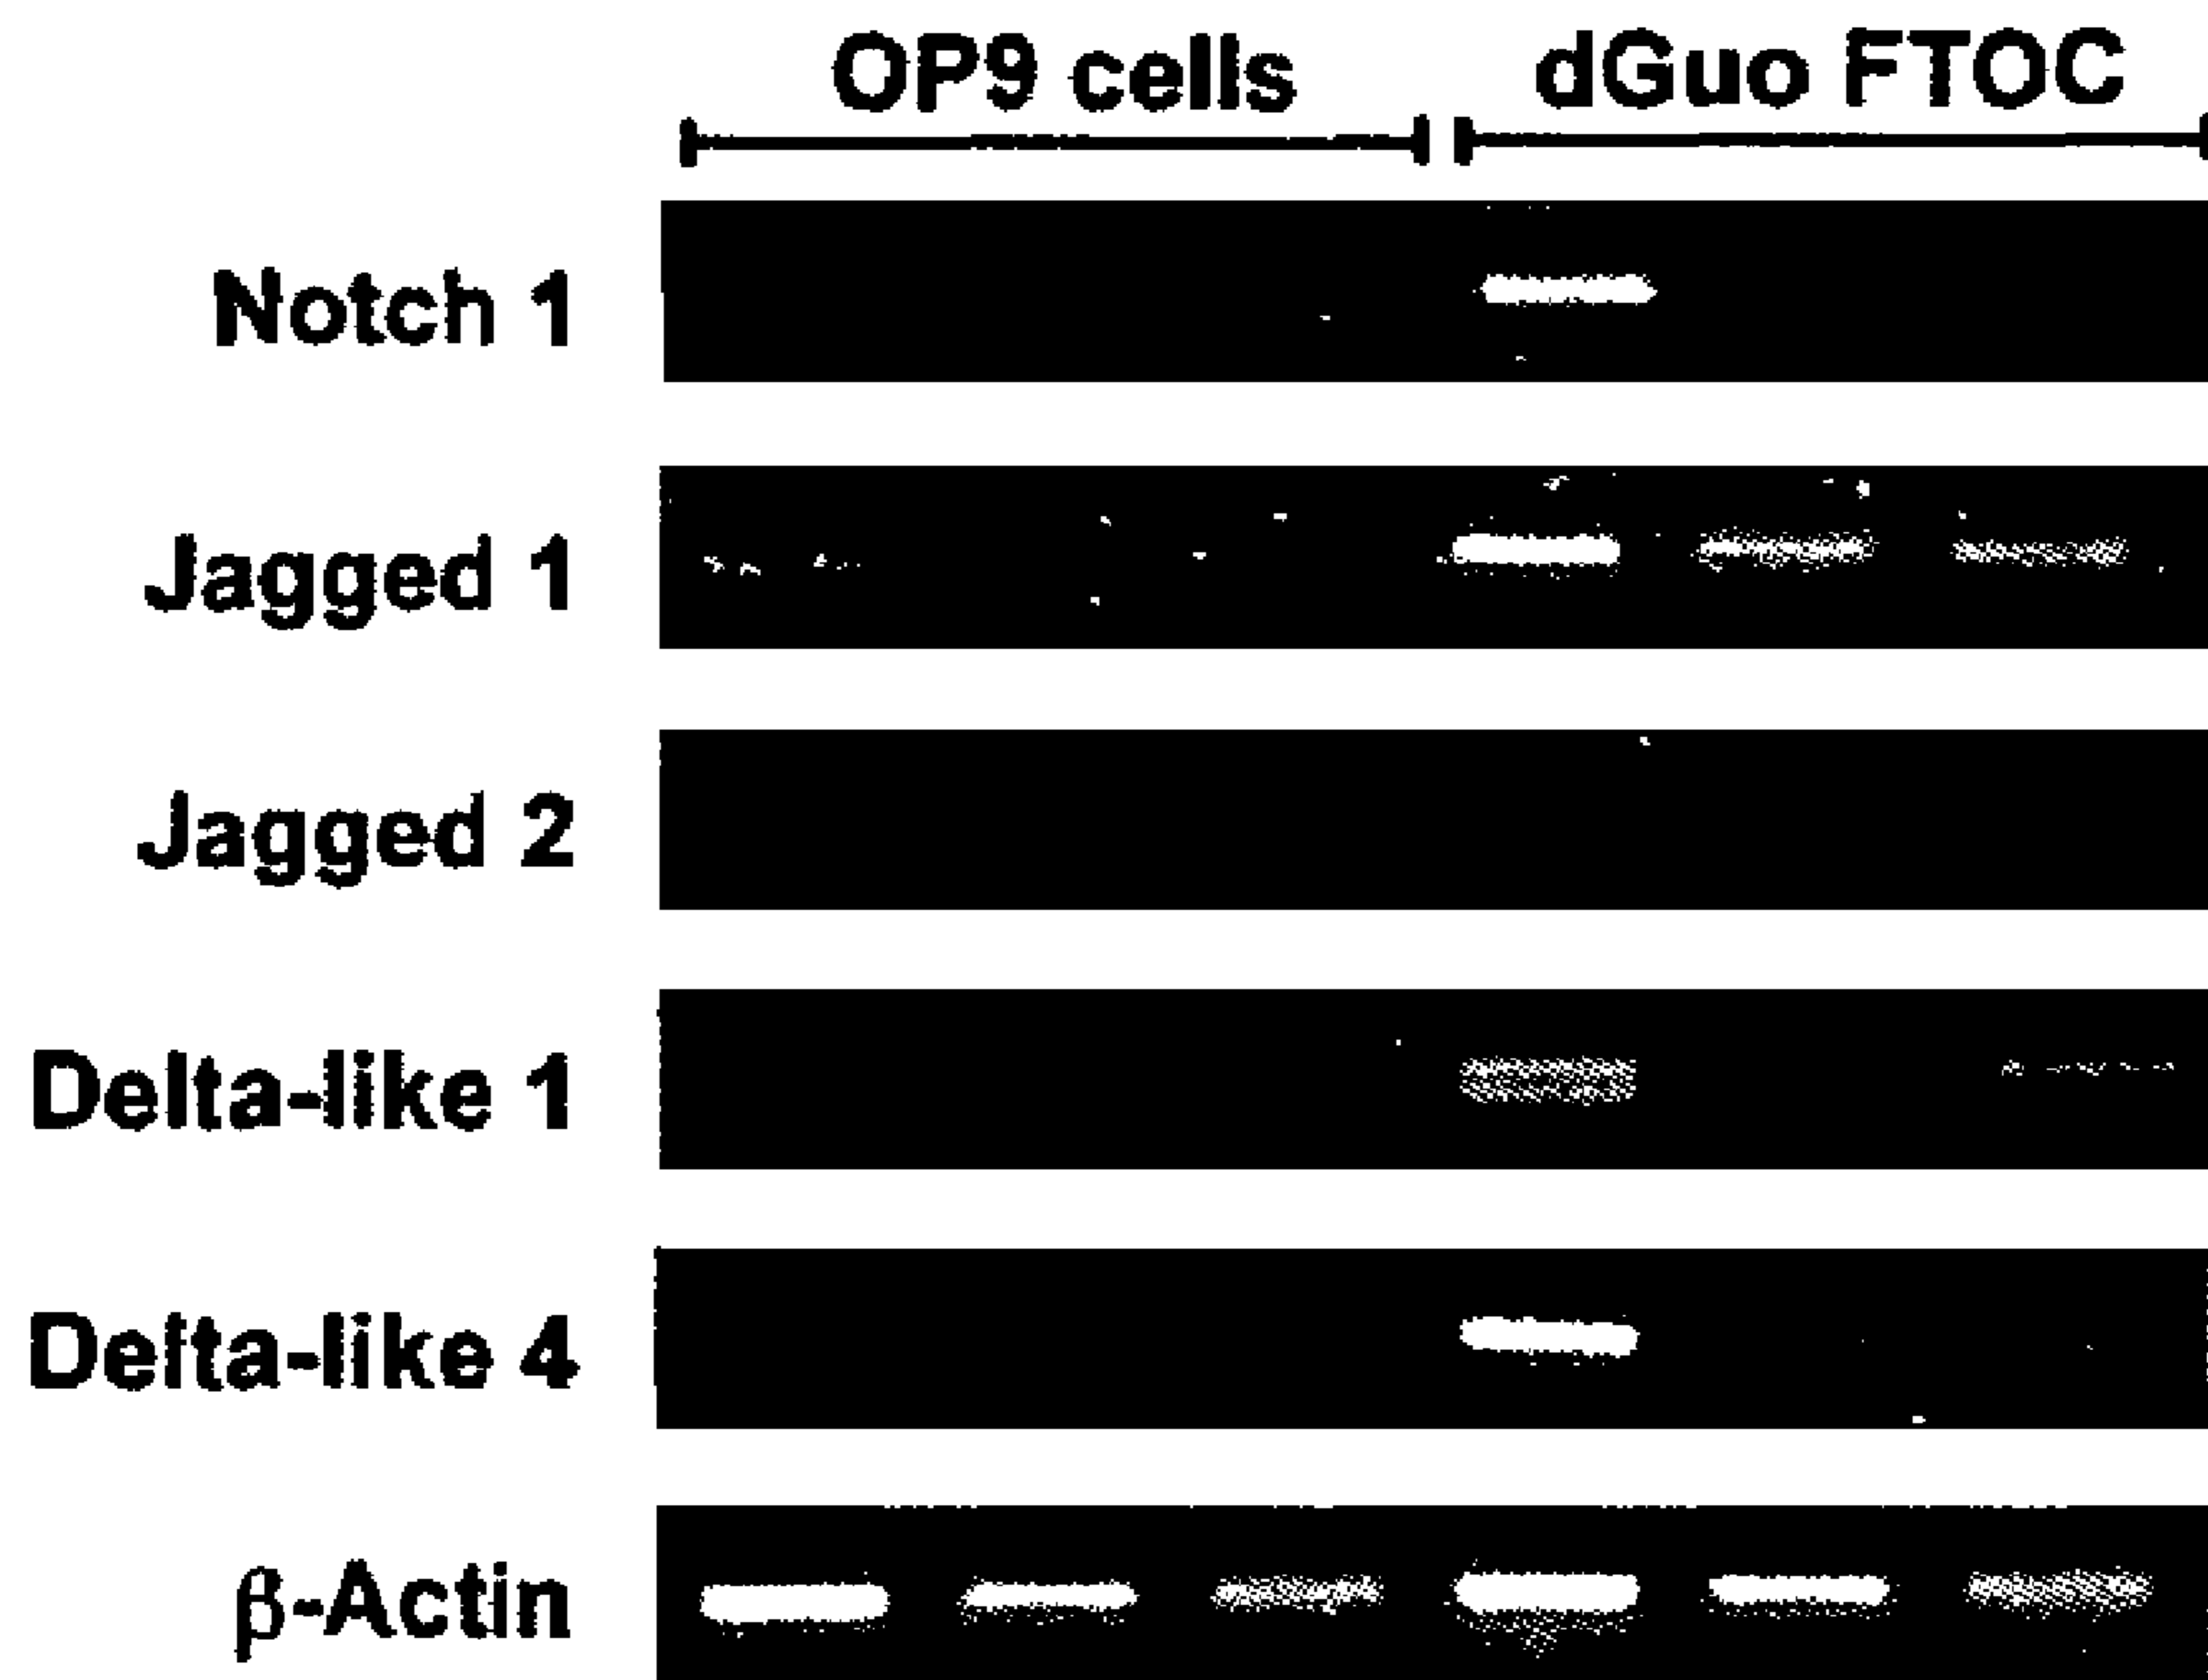 OP9 cells dGuo FTOC
Notch 1
Jagged 1
Jagged 2
Delta-like 1
Delta-like 4
β-Actin